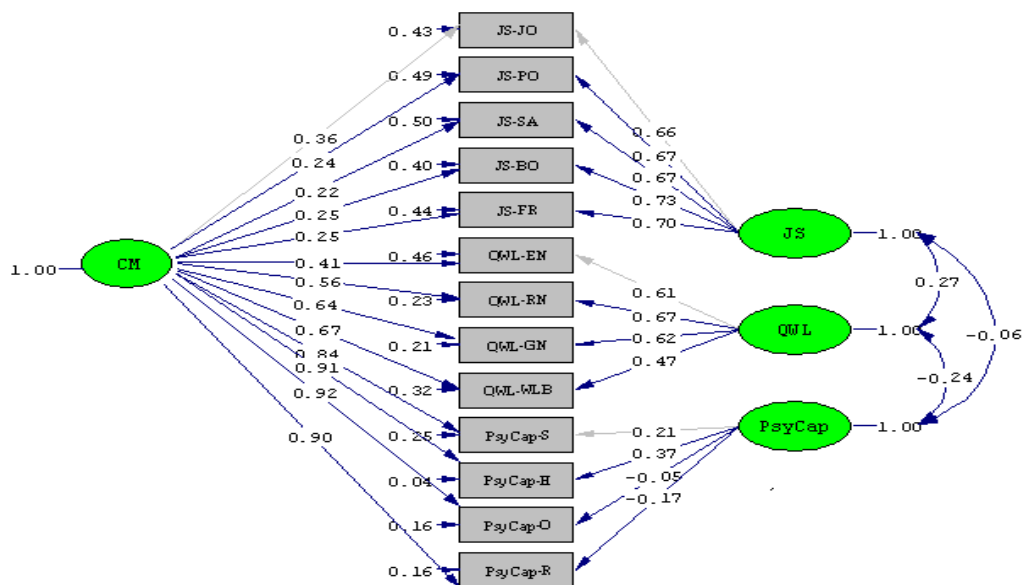 0.43 JS-JO
0.49 JS-PO
0.50 JS-SA
0.40 JS-BO
0.44 JS-FR
0.46 QWL-EN
0.23 QWL-RN
0.21 QWL-GN
0.32 QWL-WLB
0.25 PsyCap-S
0.04 PsyCap-H
0.16 PsyCap-O
0.16 PsyCap-R
1.00 CM
0.36
0.24
0.22
0.25
0.25
0.41
0.56
0.64
0.67
0.84
0.91
0.92
0.90
0.66
0.67
0.67
0.73
0.70
0.61
0.67
0.62
0.47
0.21
0.37
-0.05
-0.17
JS 1.00
QWL 1.00
PsyCap 1.00
0.27
-0.06
-0.24